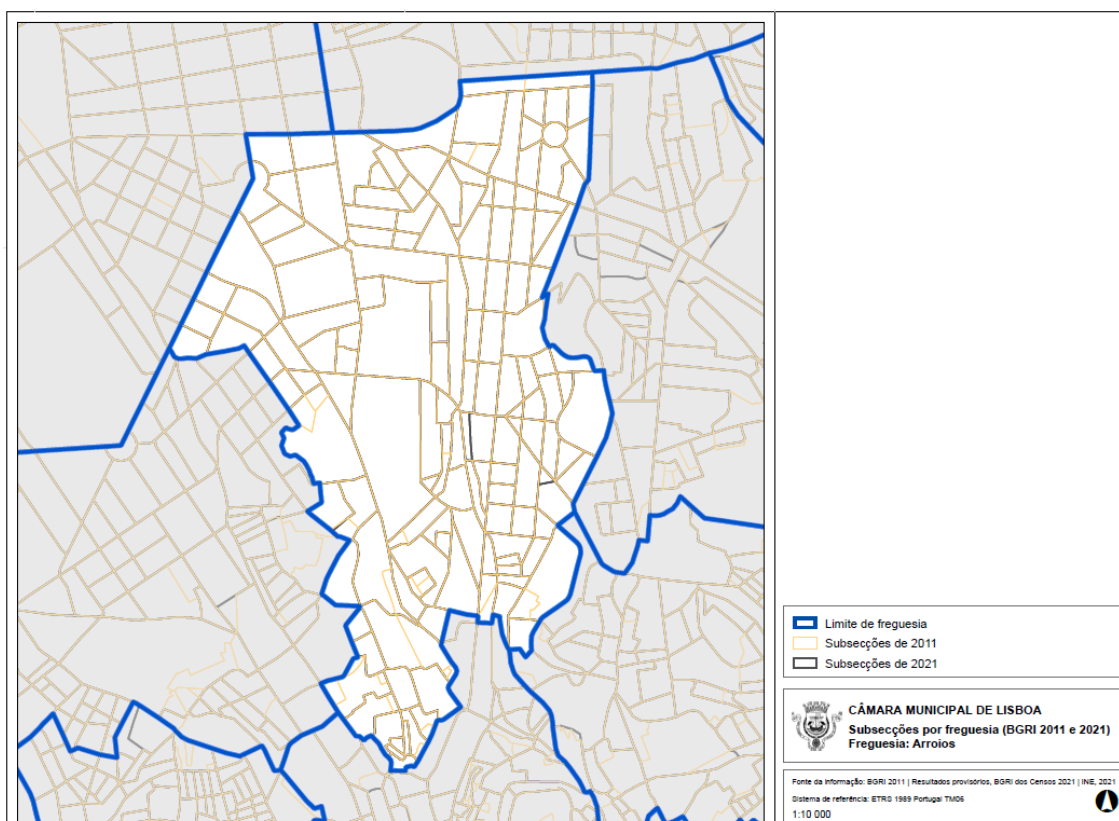 Limite de freguesia
Subsecções de 2011
Subsecções de 2021
CÂMARA MUNICIPAL DE LISBOA
Subsecções por freguesia (BGRI 2011 e 2021)
Freguesia: Arroios
Fonte da Informação: BGRI 2011 | Resultados provisórios, BGRI dos Censos 2021 | INE, 2021
Sistema de referência: ETRS 1989 Portugal TM06
1:10 000